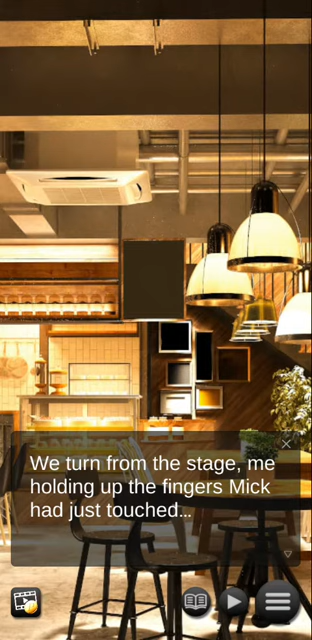 We turn from the stage, me
holding up the fingers Mick
had just touched...